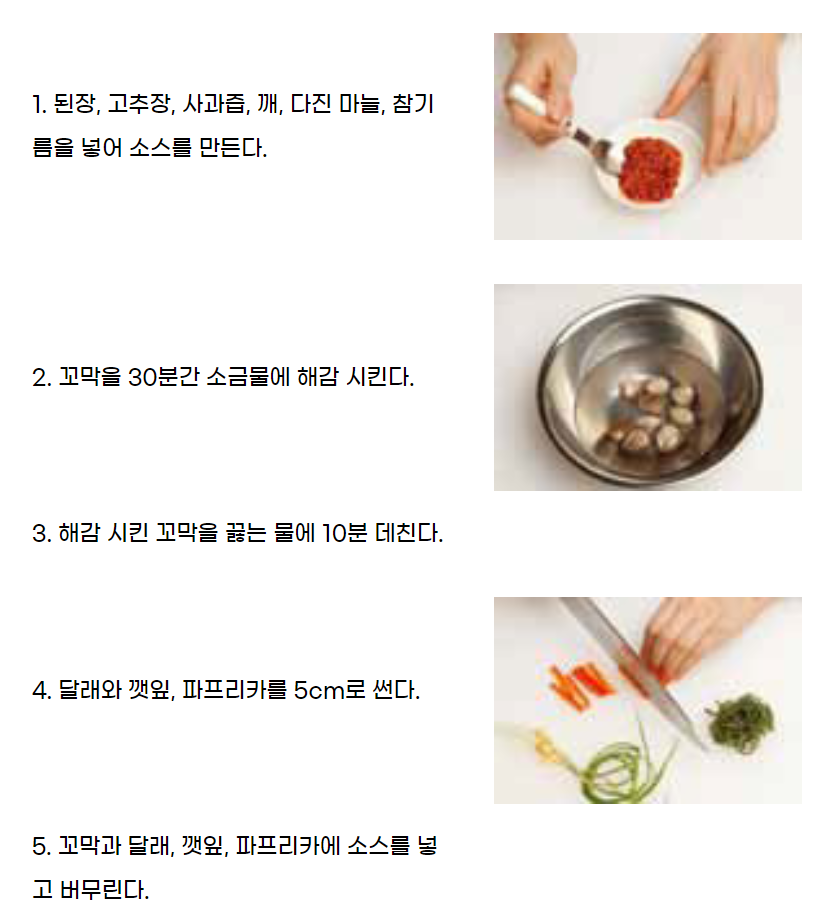 1. 된장, 고추장, 사과즙, 깨, 다진 마늘, 참기
름을 넣어 소스를 만든다.
2. 꼬막을 30분간 소금물에 해감 시킨다.
3. 해감 시킨 꼬막을 끓는 물에 10분 데친다.
4. 달래와 깻잎, 파프리카를 5cm로 썬다.
5. 꼬막과 달래, 깻잎, 파프리카에 소스를 넣
고 버무린다.